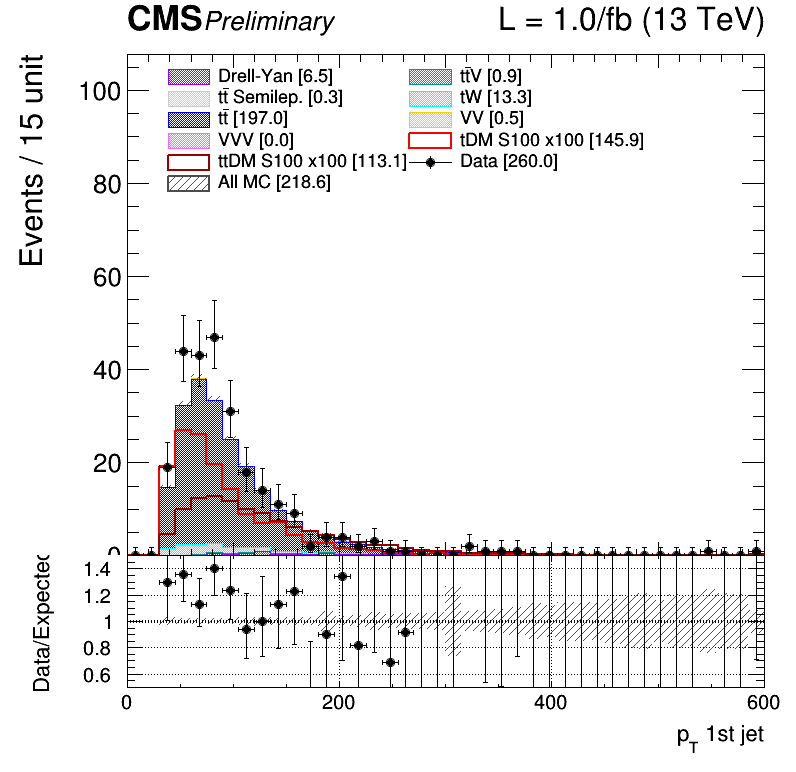 CMS Preliminary L = 1.0/fb (13 TeV)
Events / 15 unit
100
80
60
40
20
0
Drell-Yan [6.5]
tt̄ Semilep. [0.3]
tt̄ [197.0]
VVV [0.0]
ttDM S100 x100 [113.1]
All MC [218.6]
tt̄V [0.9]
tW [13.3]
VV [0.5]
tDM S100 x100 [145.9]
Data [260.0]
Data/Expected
1.4
1.2
1
0.8
0.6
0 200 400 600
pT 1st jet